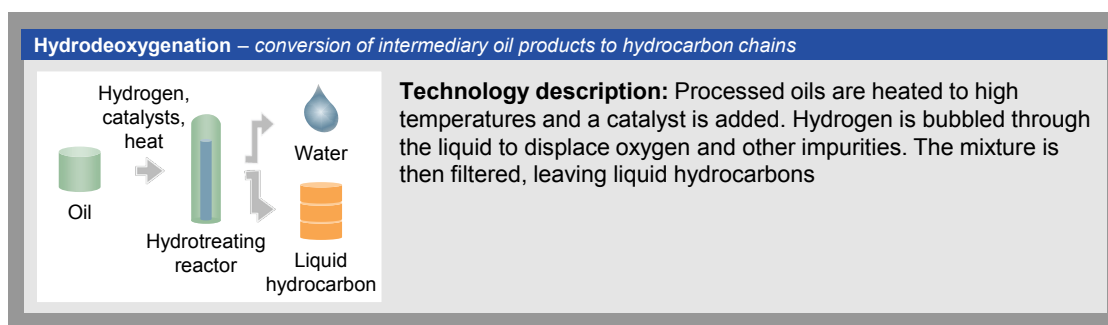 Hydrodeoxygenation – conversion of intermediary oil products to hydrocarbon chains
Hydrogen,
catalysts,
heat
Oil
Hydrotreating
reactor
Water
Liquid
hydrocarbon
Technology description: Processed oils are heated to high
temperatures and a catalyst is added. Hydrogen is bubbled through
the liquid to displace oxygen and other impurities. The mixture is
then filtered, leaving liquid hydrocarbons